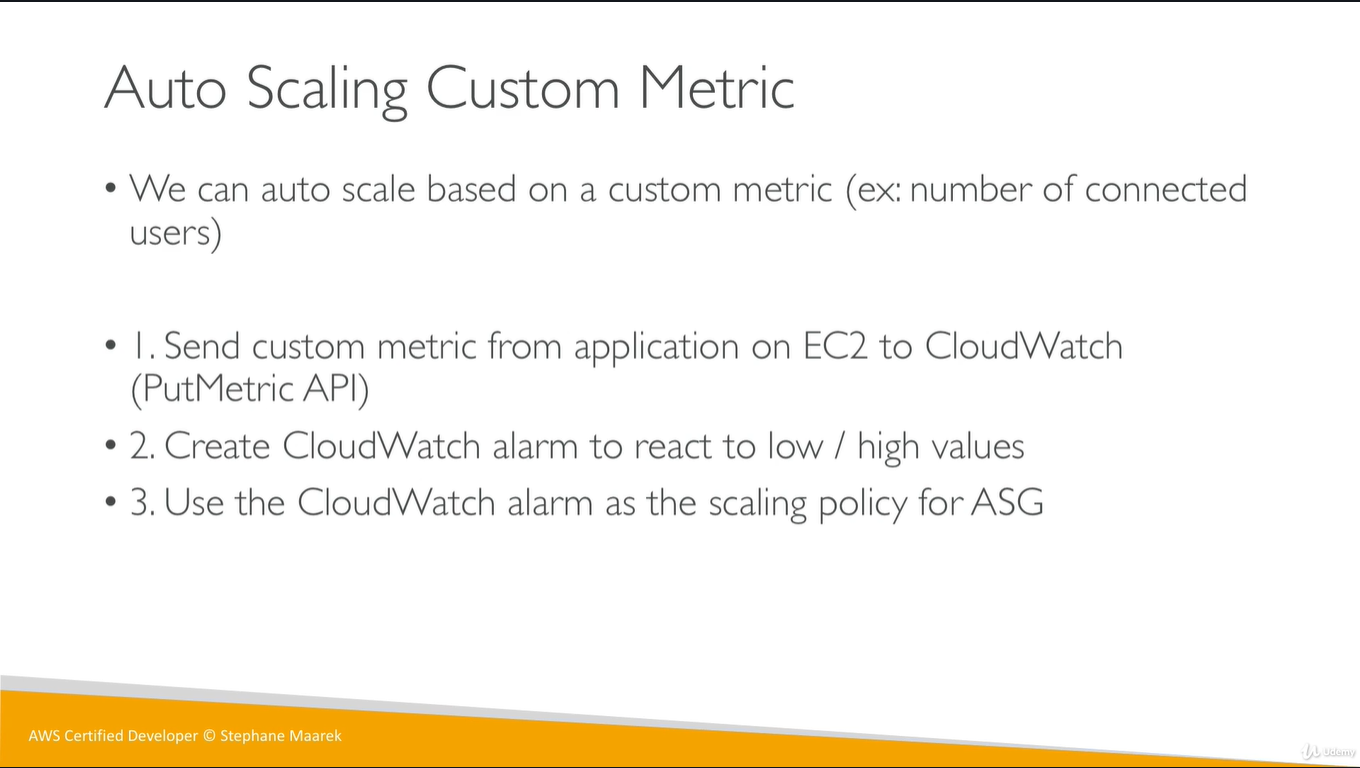 Auto Scaling Custom Metric
• We can auto scale based on a custom metric (ex: number of connected
users)
• 1. Send custom metric from application on EC2 to CloudWatch
(PutMetric API)
• 2. Create CloudWatch alarm to react to low / high values
• 3. Use the CloudWatch alarm as the scaling policy for ASG
AWS Certified Developer © Stephane Maarek
Udemy